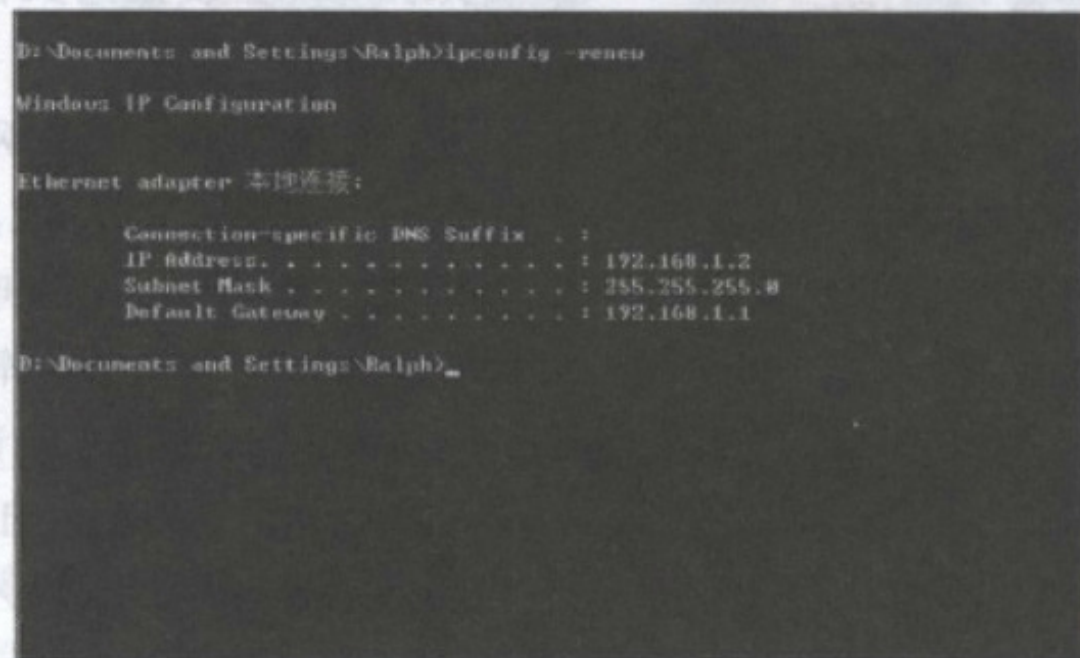 D:\Documents and Settings\Ralph>ipconfig -renew
Windows IP Configuration
Ethernet adapter 本地连接:
Connection-specific DNS Suffix . :
IP Address. . . . . . . . . . . . : 192.168.1.2
Subnet Mask . . . . . . . . . . . : 255.255.255.0
Default Gateway . . . . . . . . . : 192.168.1.1
D:\Documents and Settings\Ralph>_